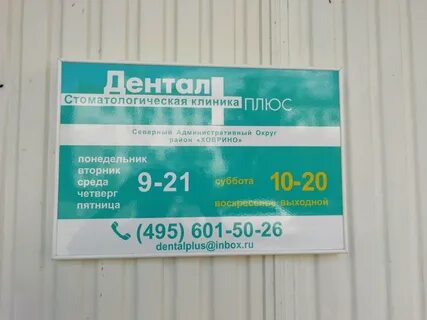 Дентал
Стоматологическая клиника
ПЛЮС
Северный Административный Округ
район "ХОВРИНО"
понедельник
вторник
среда
четверг
пятница
9-21
суббота
10-20
воскресенье выходной
(495) 601-50-26
dentalplus@inbox.ru